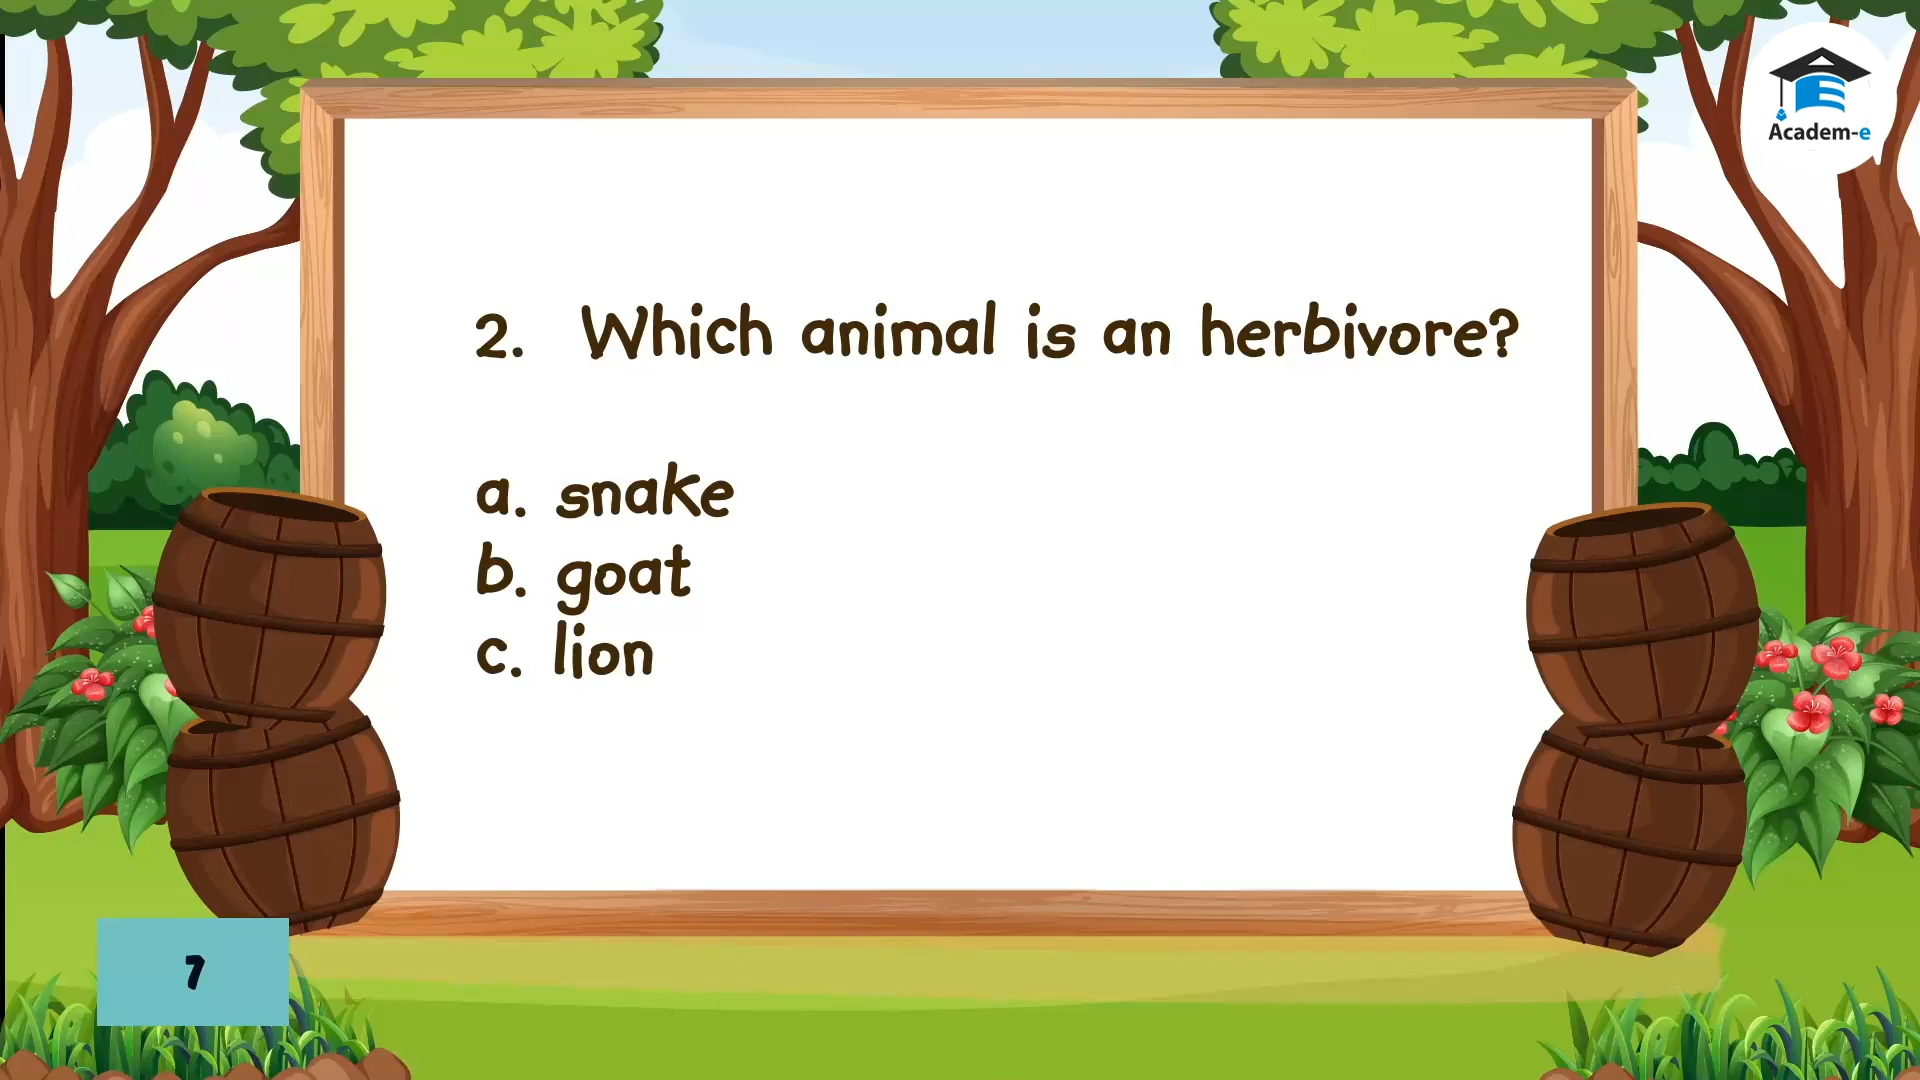 Academ-e
2. Which animal is an herbivore?
a. snake
b. goat
c. lion
7